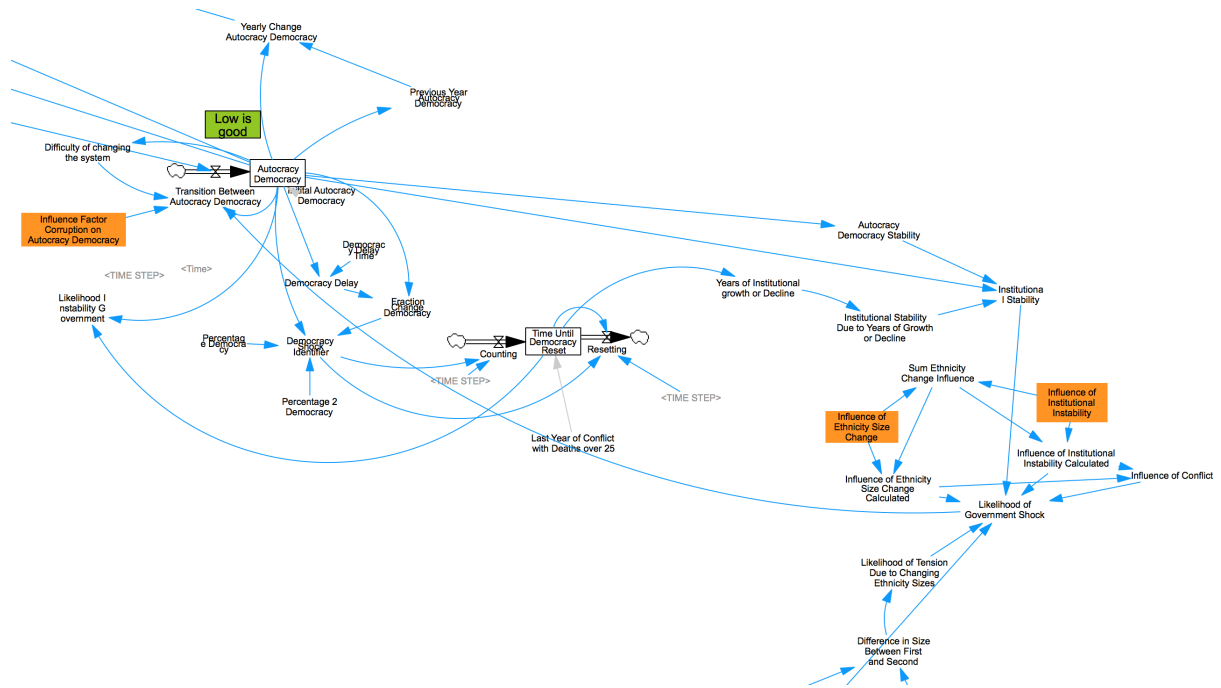 Yearly Change
Autocracy Democracy
Previous Year
Autocracy
Democracy
Low is
good
Difficulty of changing
the system
Autocracy
Democracy
Transition Between
Autocracy Democracy
Initial Autocracy
Democracy
Influence Factor
Corruption on
Autocracy Democracy
Autocracy
Democracy Stability
Democrac
y Delay
Time
<TIME STEP>
<Time>
Democracy Delay
Years of Institutional
growth or Decline
Institutiona
l Stability
Likelihood I
nstability G
overnment
Fraction
Change
Democracy
Institutional Stability
Due to Years of Growth
or Decline
Percentag
e Democra
cy
Democracy
Shock
Identifier
Time Until
Democracy
Reset
Counting
Resetting
Sum Ethnicity
Change Influence
<TIME STEP>
<TIME STEP>
Percentage 2
Democracy
Influence of
Institutional
Instability
Influence of
Ethnicity Size
Change
Last Year of Conflict
with Deaths over 25
Influence of Institutional
Instability Calculated
Influence of Conflict
Influence of Ethnicity
Size Change
Calculated
Likelihood of
Government Shock
Likelihood of Tension
Due to Changing
Ethnicity Sizes
Difference in Size
Between First
and Second